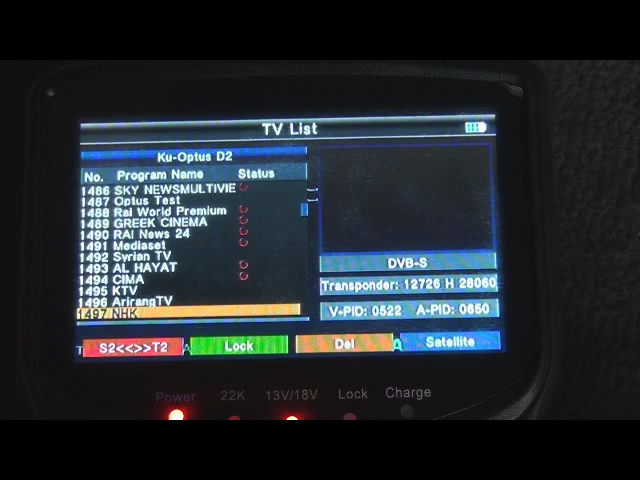 TV List
Ku-Optus D2
No. Program Name Status
1486 SKY NEWSMULTIVIE
1487 Optus Test
1488 Rai World Premium
1489 GREEK CINEMA
1490 RAI News 24
1491 Mediaset
1492 Syrian TV
1493 AL HAYAT
1494 CIMA
1495 KTV
1496 ArirangTV
1497 NHK
DVB-S
Transponder: 12726 H 28060
V-PID: 0522 A-PID: 0650
S2<<>>T2
Lock
Del
Satellite
Power 22K 13V/18V Lock Charge